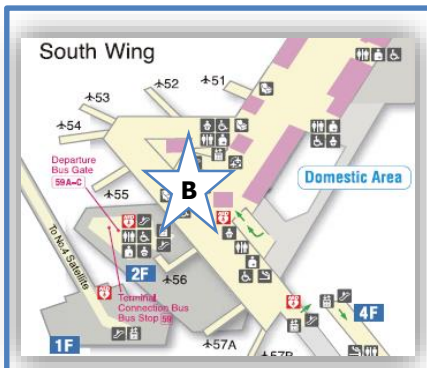 South Wing
✈51
✈52
✈53
✈54
Departure
Bus Gate
59A-C
✈55
B
Domestic Area
To No.4 Satellite
2F
✈56
Terminal
Connection Bus
Bus Stop 59
4F
1F
✈57A
✈57B